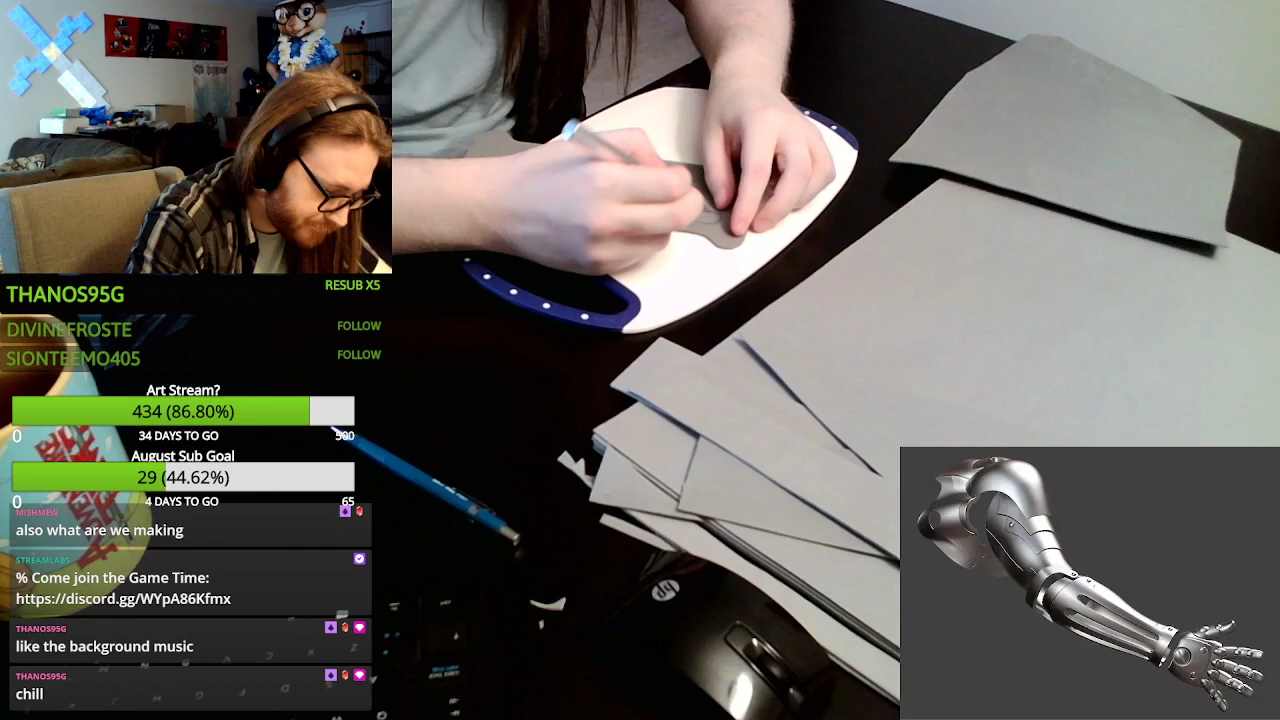 THANOS95G RESUB X5
DIVINEFROSTE FOLLOW
SIONTEEMO405 FOLLOW
Art Stream?
434 (86.80%)
0 34 DAYS TO GO 500
August Sub Goal
29 (44.62%)
0 4 DAYS TO GO 65
MISHMEW
also what are we making
STREAMLABS
% Come join the Game Time:
https://discord.gg/WYpA86Kfmx
THANOS95G
like the background music
THANOS95G
chill
hp